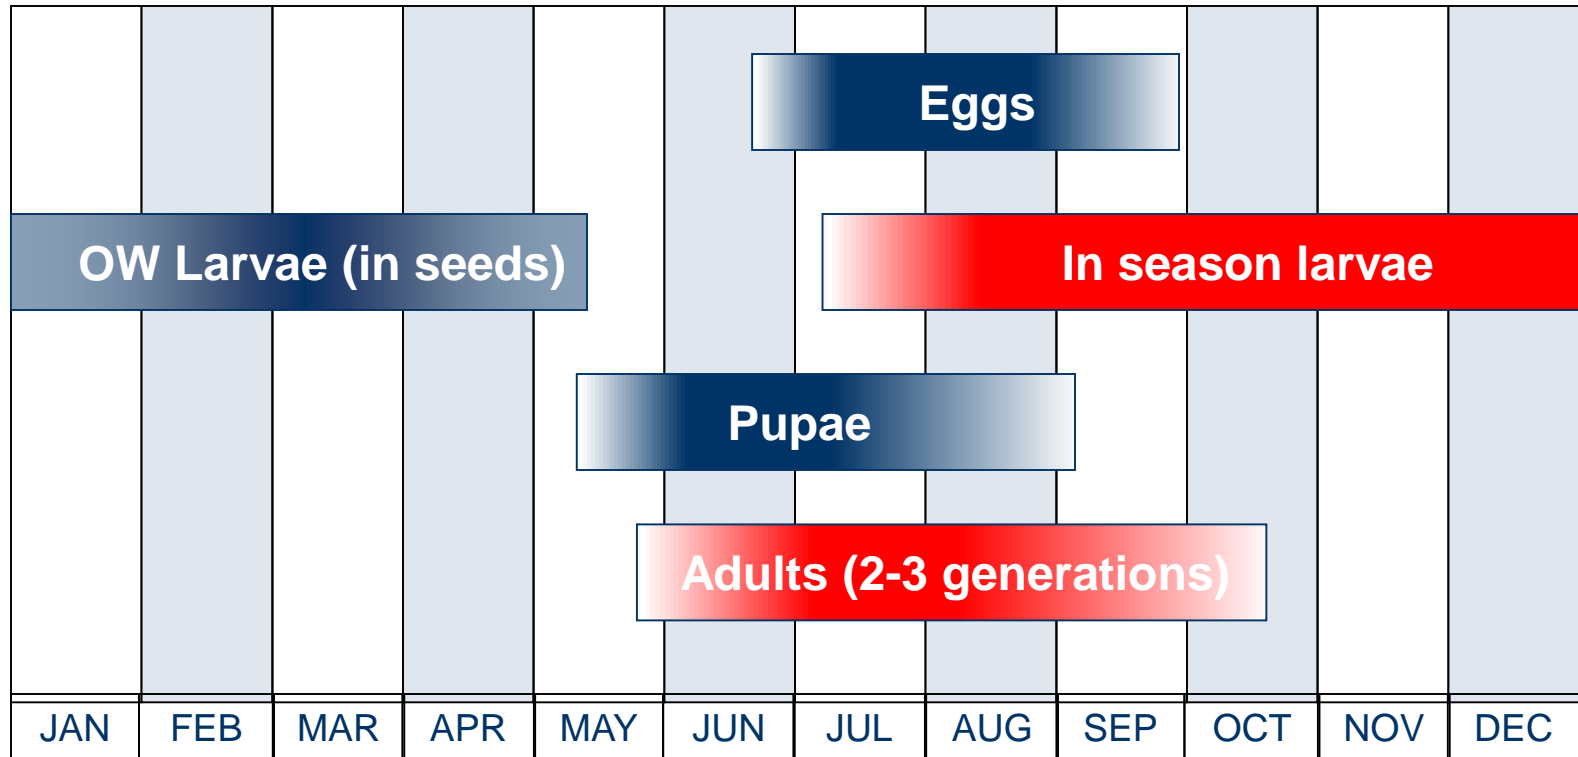 Eggs
OW Larvae (in seeds)
In season larvae
Pupae
Adults (2-3 generations)
JAN FEB MAR APR MAY JUN JUL AUG SEP OCT NOV DEC